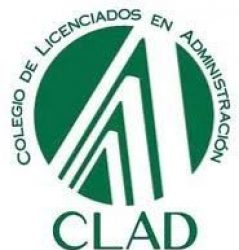 COLEGIO DE LICENCIADOS EN ADMINISTRACIÓN
CLAD